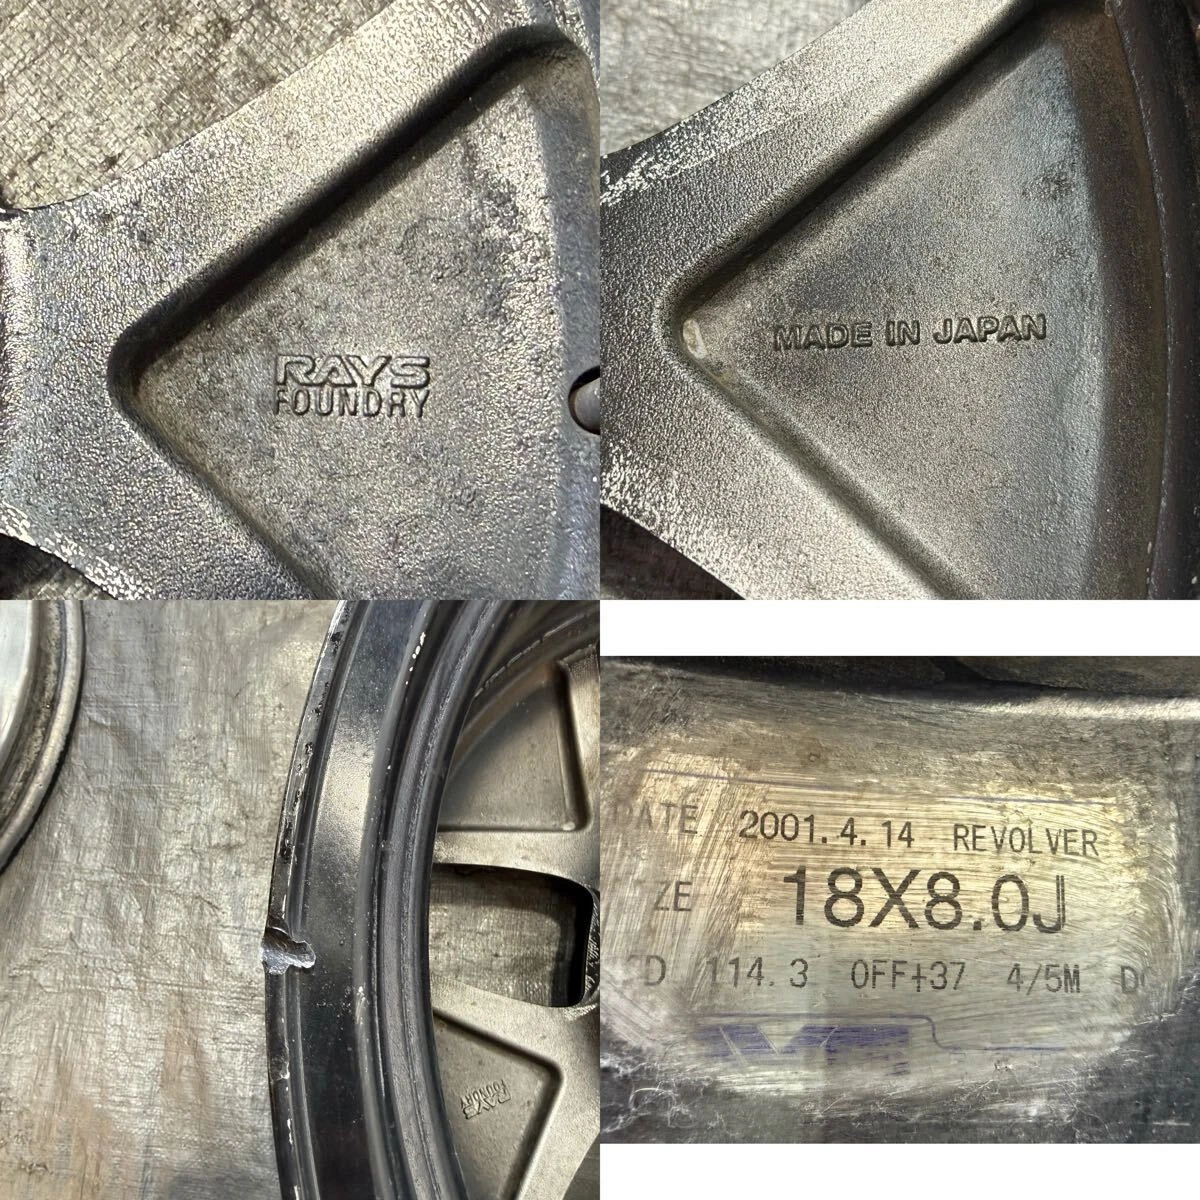 RAYS
FOUNDRY
MADE IN JAPAN
RAYS
FOUNDRY
DATE 2001.4.14 REVOLVER
ZE 18X8.0J
CD 114.3 OFF+37 4/5M D